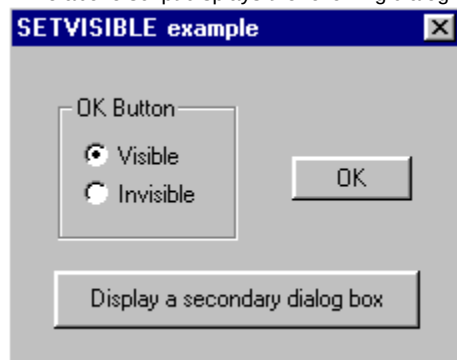 SETVISIBLE example
OK Button
Visible
Invisible
OK
Display a secondary dialog box